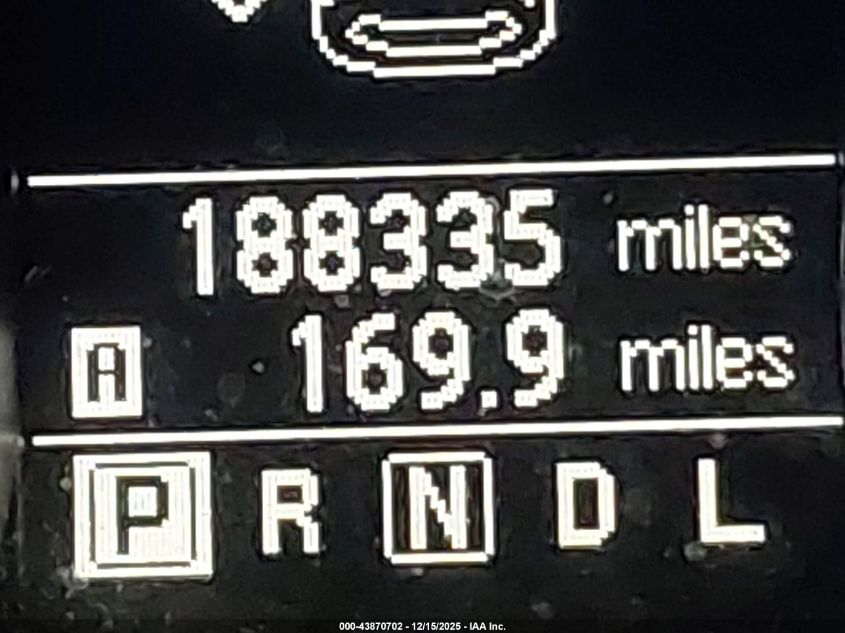 188335 miles
A 169.9 miles
P R N D L
000-43870702 - 12/15/2025 - IAA Inc.